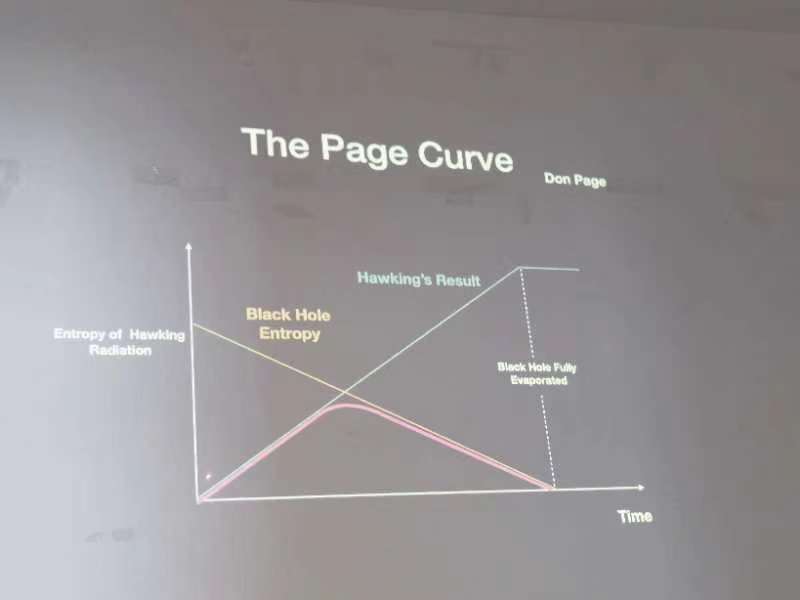 The Page Curve
Don Page
Hawking's Result
Black Hole
Entropy
Entropy of Hawking
Radiation
Black Hole Fully
Evaporated
Time